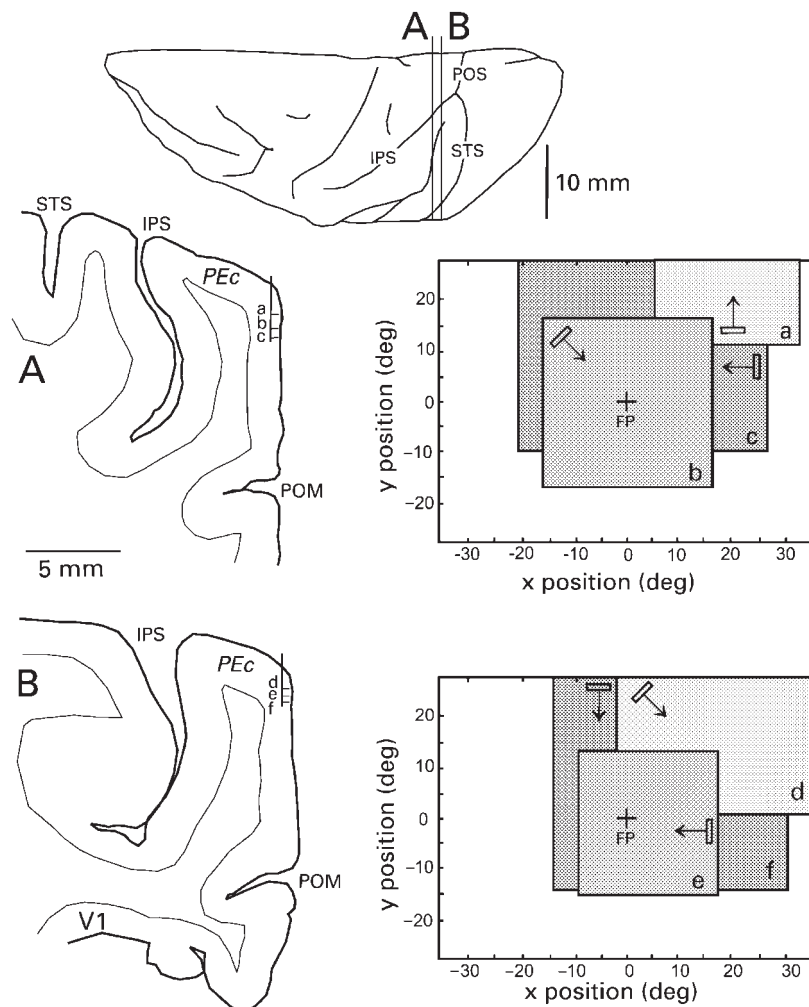 A B
POS
IPS
STS
10 mm
STS
IPS
PEc
a
b
c
A
POM
5 mm
y position (deg)
20
10
0
-10
-20
a
c
FP
b
-30 -20 -10 0 10 20 30
x position (deg)
IPS
PEc
B
d
e
f
POM
V1
y position (deg)
20
10
0
-10
-20
d
FP
e
f
-30 -20 -10 0 10 20 30
x position (deg)